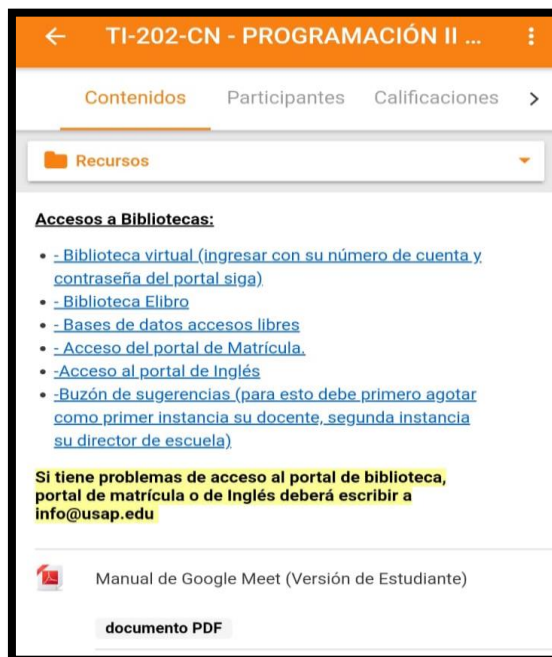 TI-202-CN - PROGRAMACIÓN II ...
Contenidos Participantes Calificaciones
Recursos
Accesos a Bibliotecas:
- Biblioteca virtual (ingresar con su número de cuenta y
contraseña del portal siga)
- Biblioteca Elibro
- Bases de datos accesos libres
- Acceso del portal de Matrícula.
-Acceso al portal de Inglés
-Buzón de sugerencias (para esto debe primero agotar
como primer instancia su docente, segunda instancia
su director de escuela)
Si tiene problemas de acceso al portal de biblioteca,
portal de matrícula o de Inglés deberá escribir a
info@usap.edu
Manual de Google Meet (Versión de Estudiante)
documento PDF